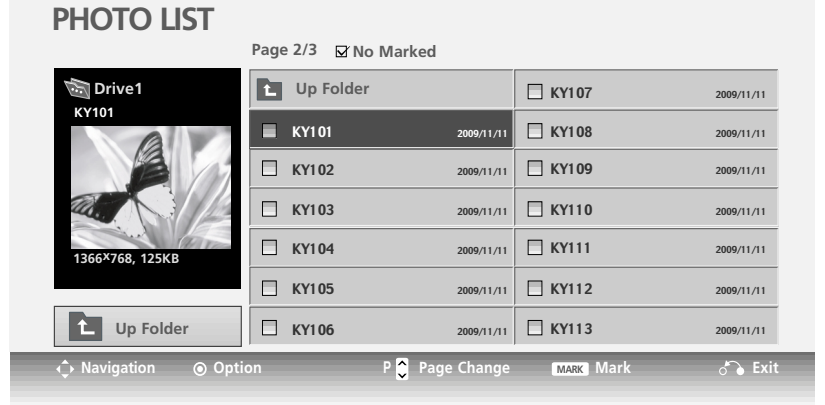 PHOTO LIST
Page 2/3 No Marked
Drive1
KY101
1366x768, 125KB
Up Folder
Up Folder
KY101 2009/11/11
KY102 2009/11/11
KY103 2009/11/11
KY104 2009/11/11
KY105 2009/11/11
KY106 2009/11/11
KY107 2009/11/11
KY108 2009/11/11
KY109 2009/11/11
KY110 2009/11/11
KY111 2009/11/11
KY112 2009/11/11
KY113 2009/11/11
Navigation Option P Page Change MARK Mark Exit